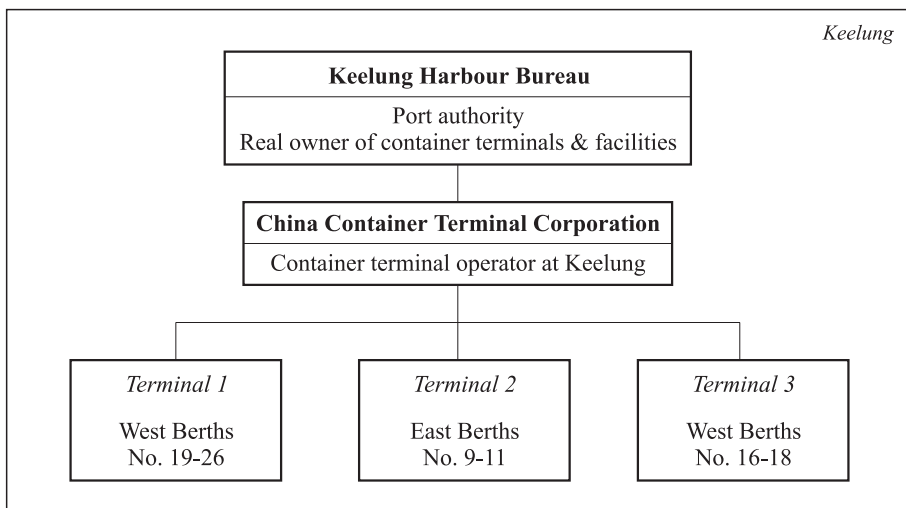 Keelung
Keelung Harbour Bureau
Port authority
Real owner of container terminals & facilities
China Container Terminal Corporation
Container terminal operator at Keelung
Terminal 1
West Berths
No. 19-26
Terminal 2
East Berths
No. 9-11
Terminal 3
West Berths
No. 16-18